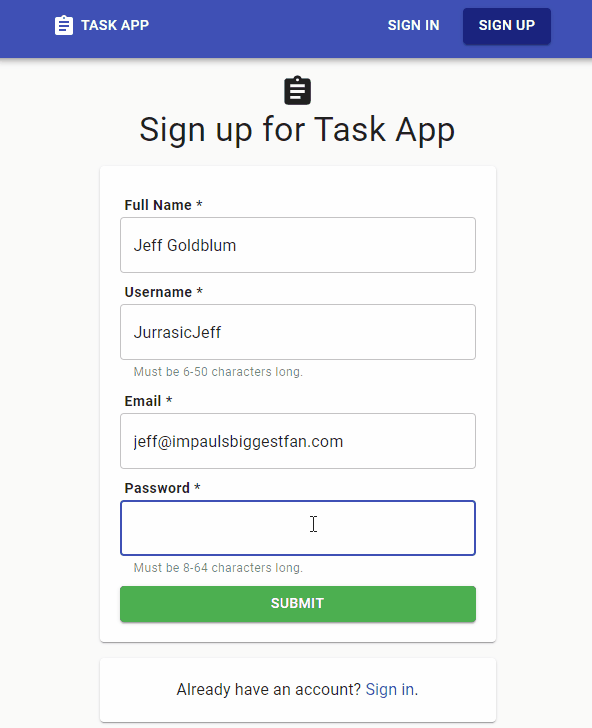 TASK APP SIGN IN SIGN UP
Sign up for Task App
Full Name *
Jeff Goldblum
Username *
JurrasicJeff
Must be 6-50 characters long.
Email *
jeff@impaulsbiggestfan.com
Password *
Must be 8-64 characters long.
SUBMIT
Already have an account? Sign in.